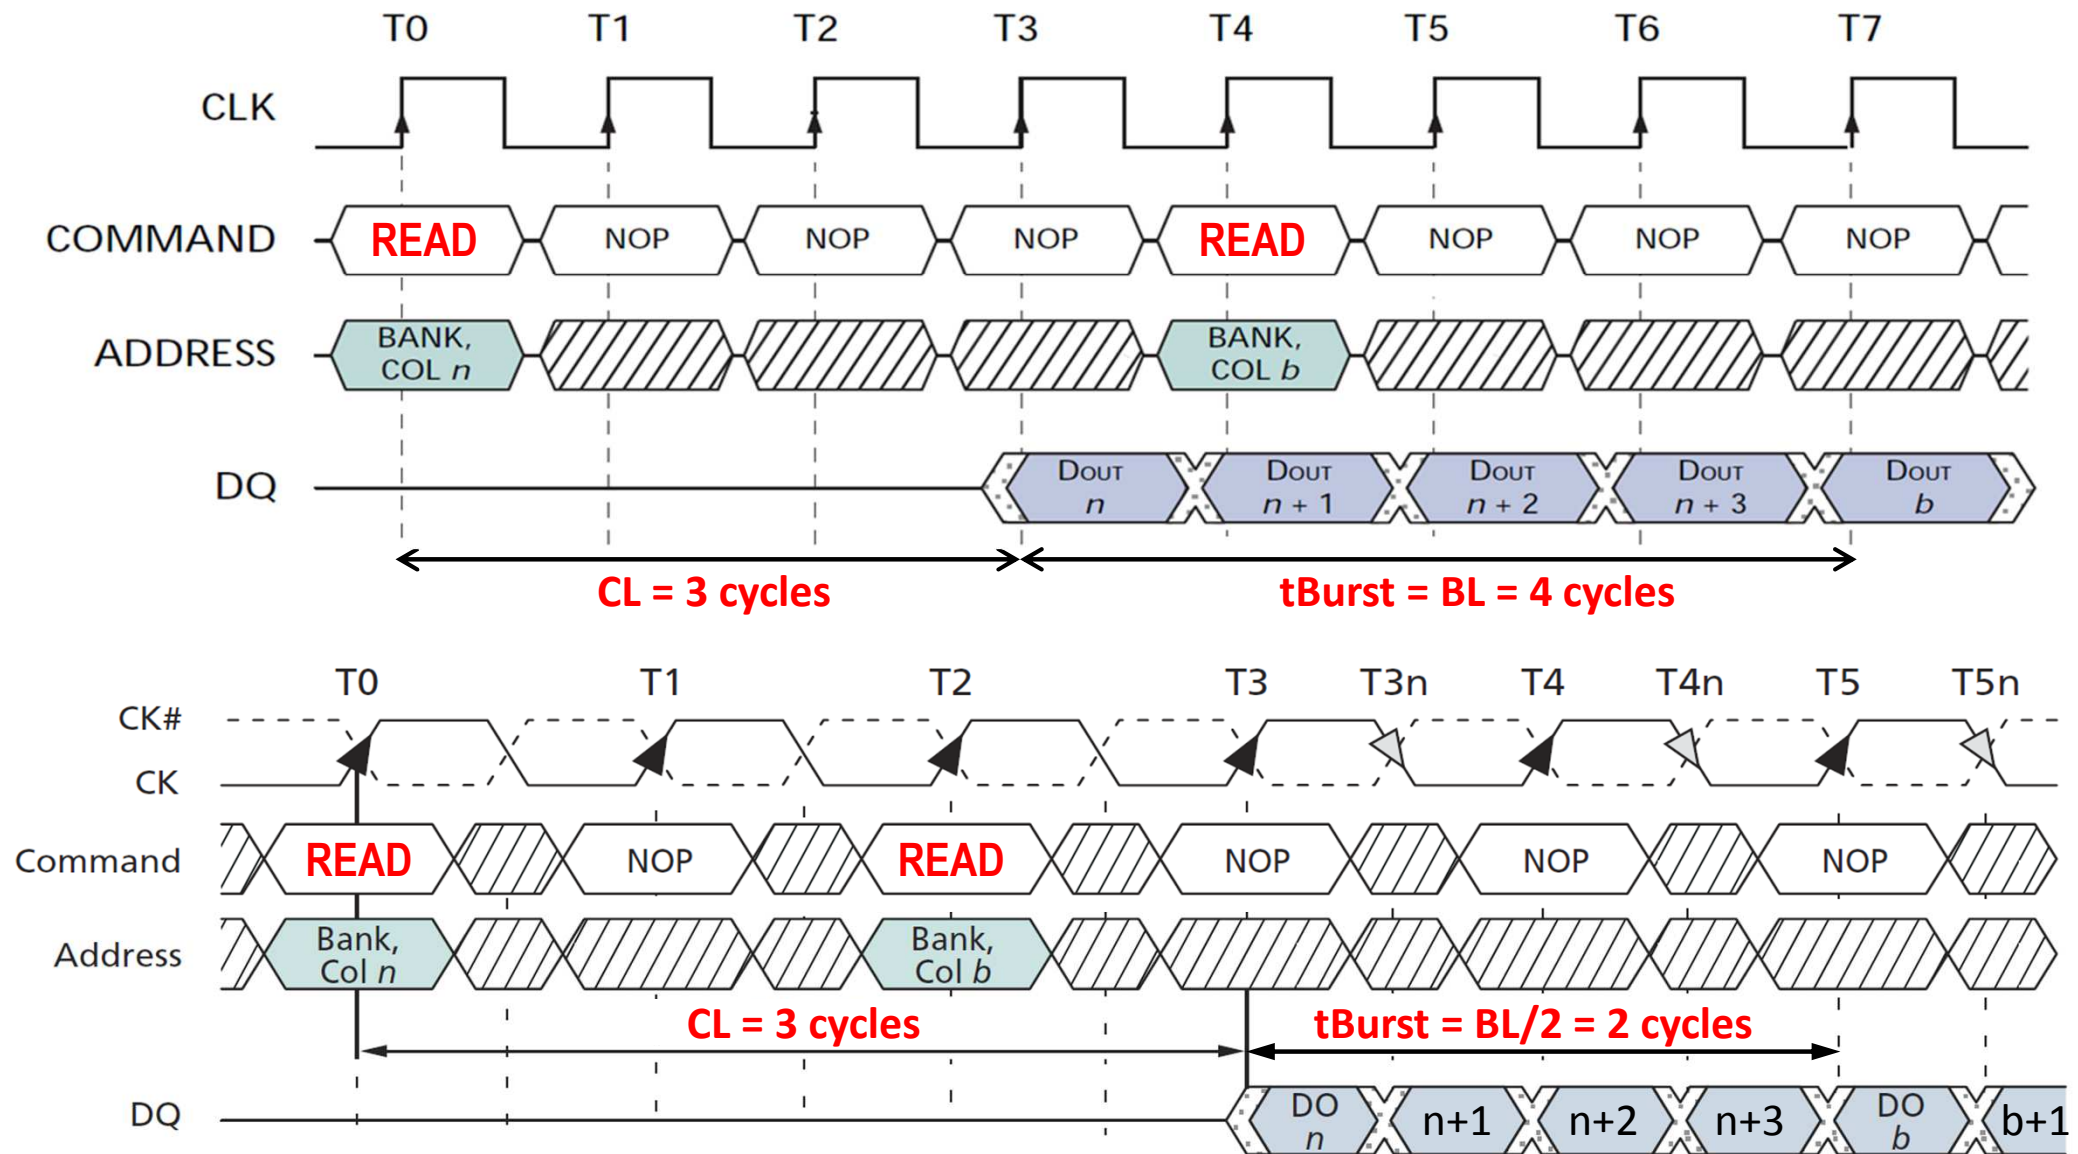 T0 T1 T2 T3 T4 T5 T6 T7
CLK
COMMAND READ NOP NOP NOP READ NOP NOP NOP
ADDRESS BANK, COL n BANK, COL b
DQ DOUT n DOUT n + 1 DOUT n + 2 DOUT n + 3 DOUT b
CL = 3 cycles tBurst = BL = 4 cycles
T0 T1 T2 T3 T3n T4 T4n T5 T5n
CK#
CK
Command READ NOP READ NOP NOP NOP
Address Bank, Col n Bank, Col b
CL = 3 cycles tBurst = BL/2 = 2 cycles
DQ DO n n+1 n+2 n+3 DO b b+1